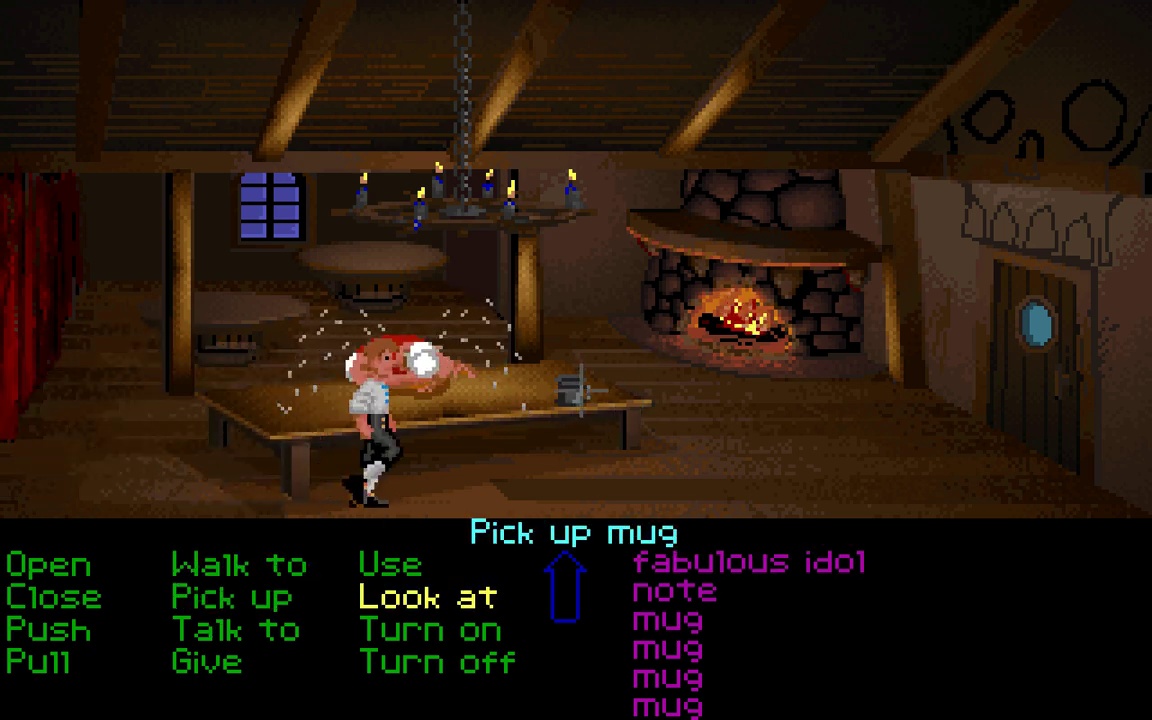 Pick up mug
Open Walk to Use
Close Pick up Look at
Push Talk to Turn on
Pull Give Turn off
fabulous idol
note
mug
mug
mug
mug